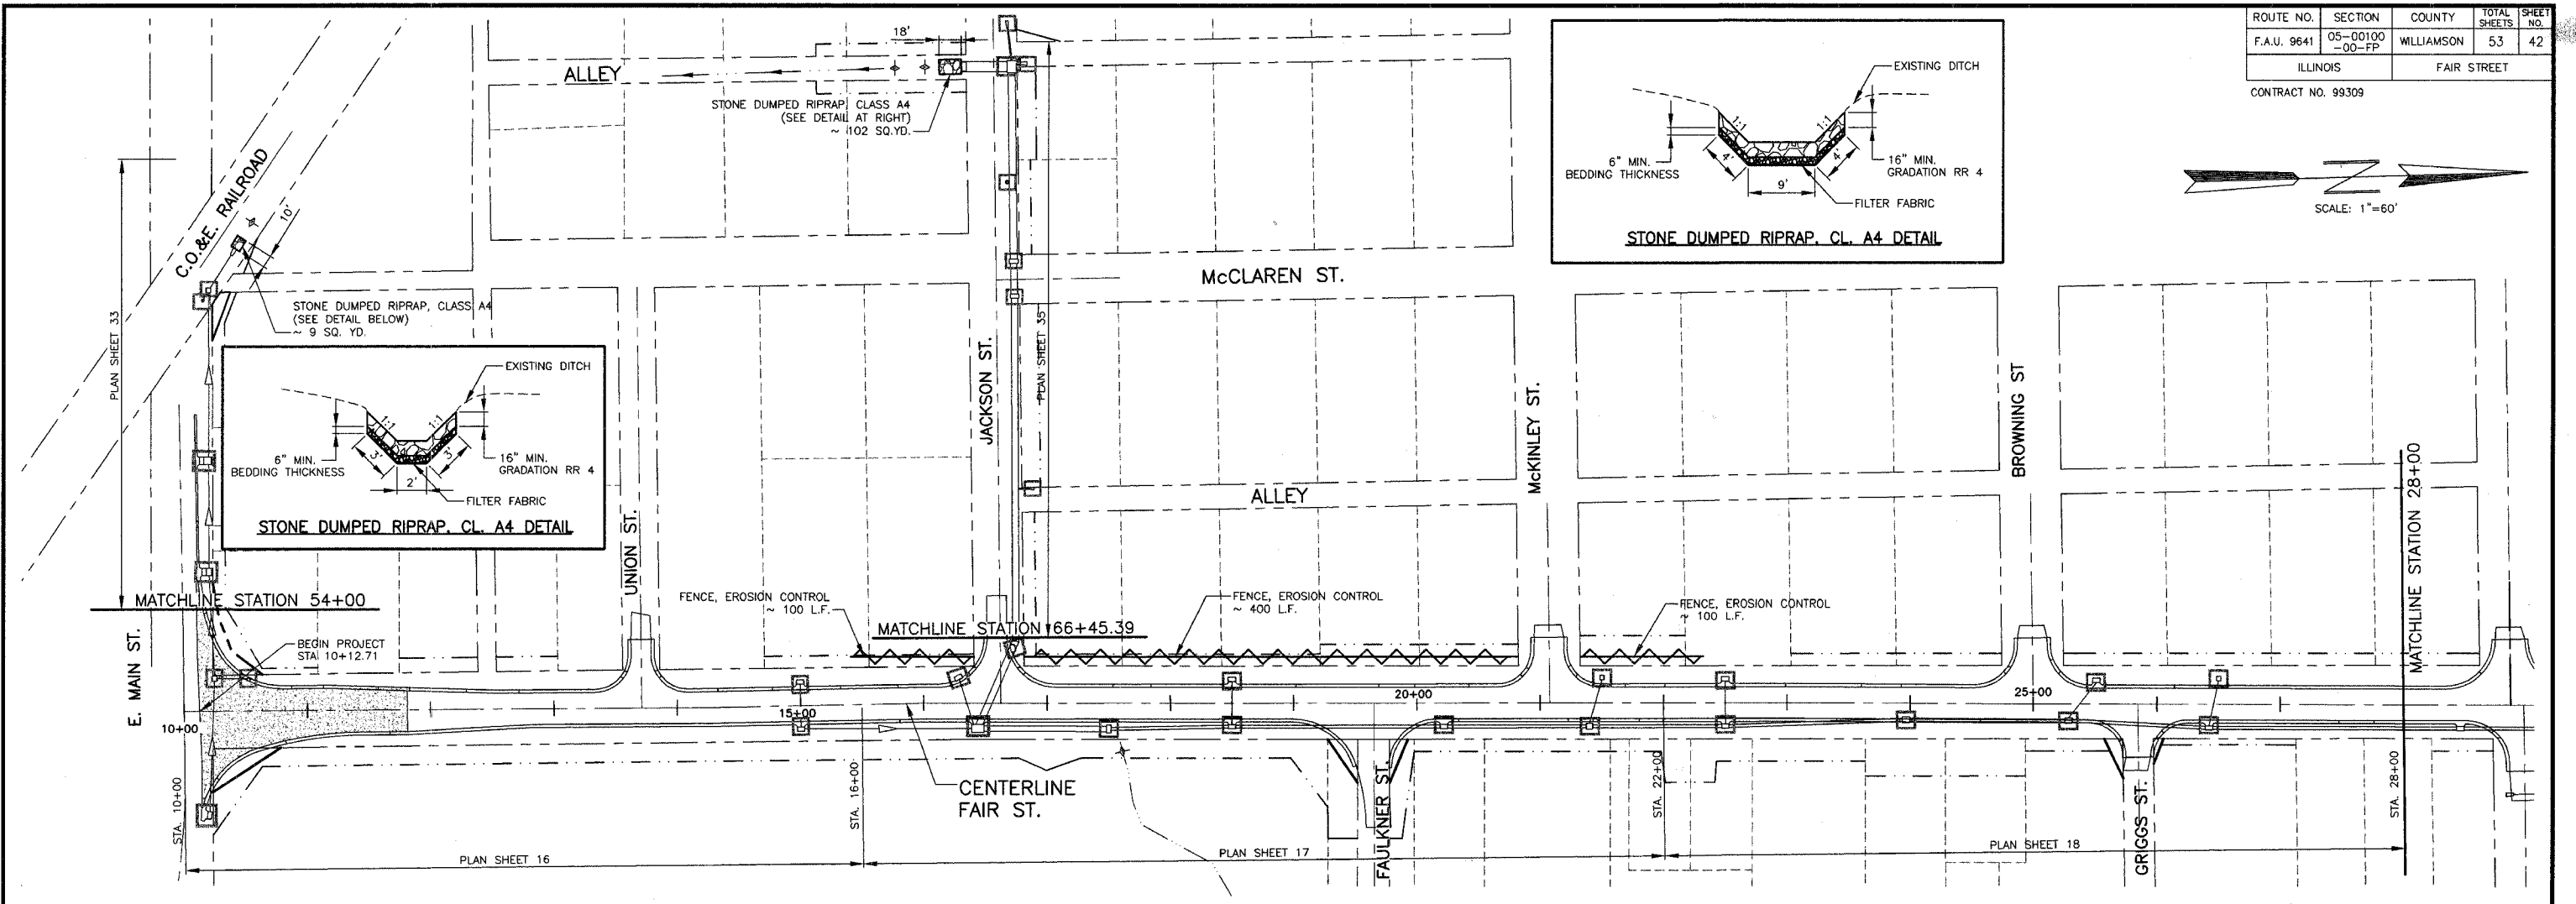 ROUTE NO.
SECTION
COUNTY
TOTAL SHEETS
SHEET NO.
F.A.U. 9641
05-00100
-00-FP
WILLIAMSON
53
42
ILLINOIS
FAIR STREET
CONTRACT NO. 99309
SCALE: 1"=60'
EXISTING DITCH
1:1
1:1
6" MIN.
BEDDING THICKNESS
4'
4'
9'
16" MIN.
GRADATION RR 4
FILTER FABRIC
STONE DUMPED RIPRAP, CL. A4 DETAIL
18'
ALLEY
STONE DUMPED RIPRAP, CLASS A4
(SEE DETAIL AT RIGHT)
~ 102 SQ.YD.
C.O.&E. RAILROAD
10'
PLAN SHEET 33
STONE DUMPED RIPRAP, CLASS A4
(SEE DETAIL BELOW)
~ 9 SQ. YD.
EXISTING DITCH
1:1
1:1
6" MIN.
BEDDING THICKNESS
3'
3'
2'
16" MIN.
GRADATION RR 4
FILTER FABRIC
STONE DUMPED RIPRAP, CL. A4 DETAIL
McCLAREN ST.
JACKSON ST.
PLAN SHEET 35
McKINLEY ST.
BROWNING ST
ALLEY
UNION ST.
MATCHLINE STATION 28+00
MATCHLINE STATION 54+00
FENCE, EROSION CONTROL
~ 100 L.F.
MATCHLINE STATION 66+45.39
FENCE, EROSION CONTROL
~ 400 L.F.
FENCE, EROSION CONTROL
~ 100 L.F.
E. MAIN ST.
BEGIN PROJECT
STA 10+12.71
10+00
15+00
20+00
25+00
CENTERLINE
FAIR ST.
STA. 10+00
STA. 16+00
FAULKNER ST.
STA. 22+00
GRIGGS ST.
STA. 28+00
PLAN SHEET 16
PLAN SHEET 17
PLAN SHEET 18